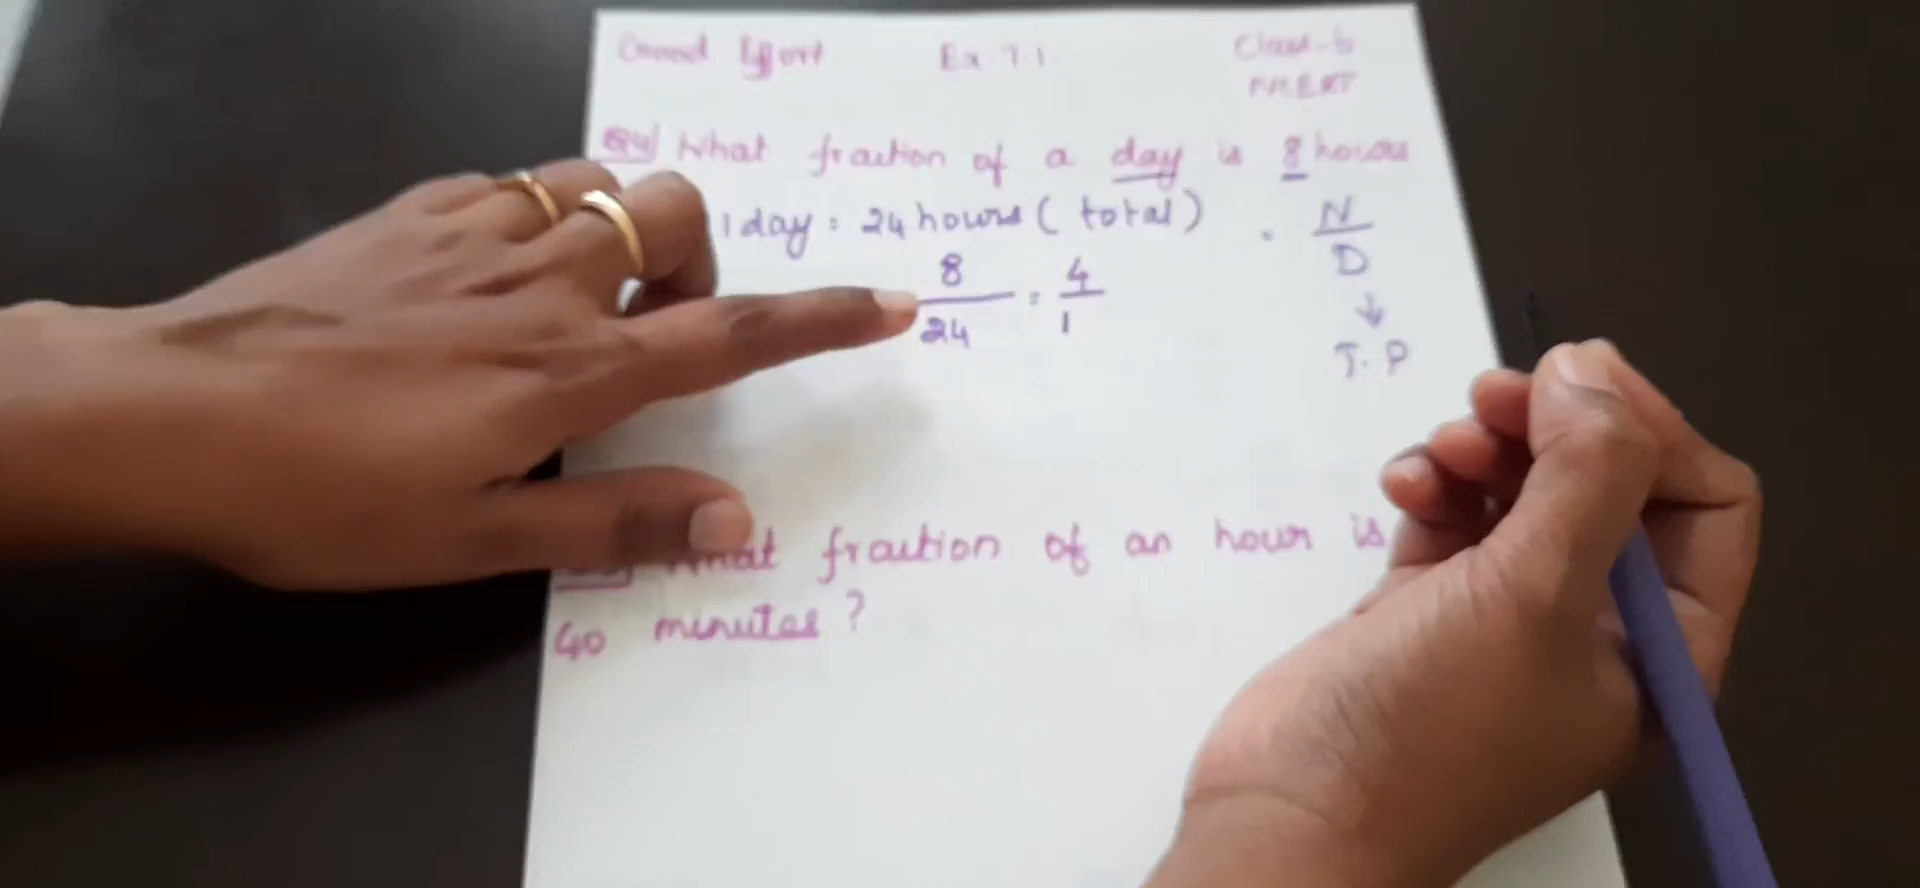 Good Effort Ex 7.1 Class-6
NCERT
Q4 What fraction of a day is 8 hours
1 day = 24 hours ( total ) = N/D
8/24 = 4/1
↓
T. P
What fraction of an hour is
40 minutes ?